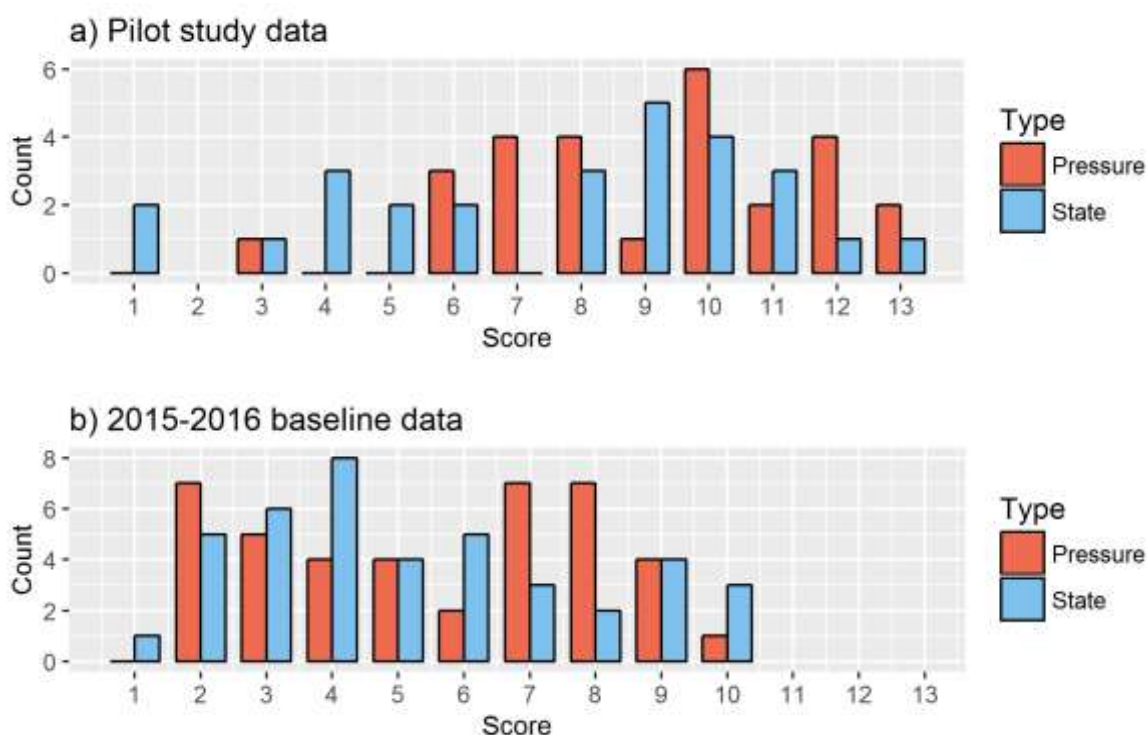 a) Pilot study data
6
4
2
0
Count
1 2 3 4 5 6 7 8 9 10 11 12 13
Score
Type
Pressure
State
b) 2015-2016 baseline data
8
6
4
2
0
Count
1 2 3 4 5 6 7 8 9 10 11 12 13
Score
Type
Pressure
State